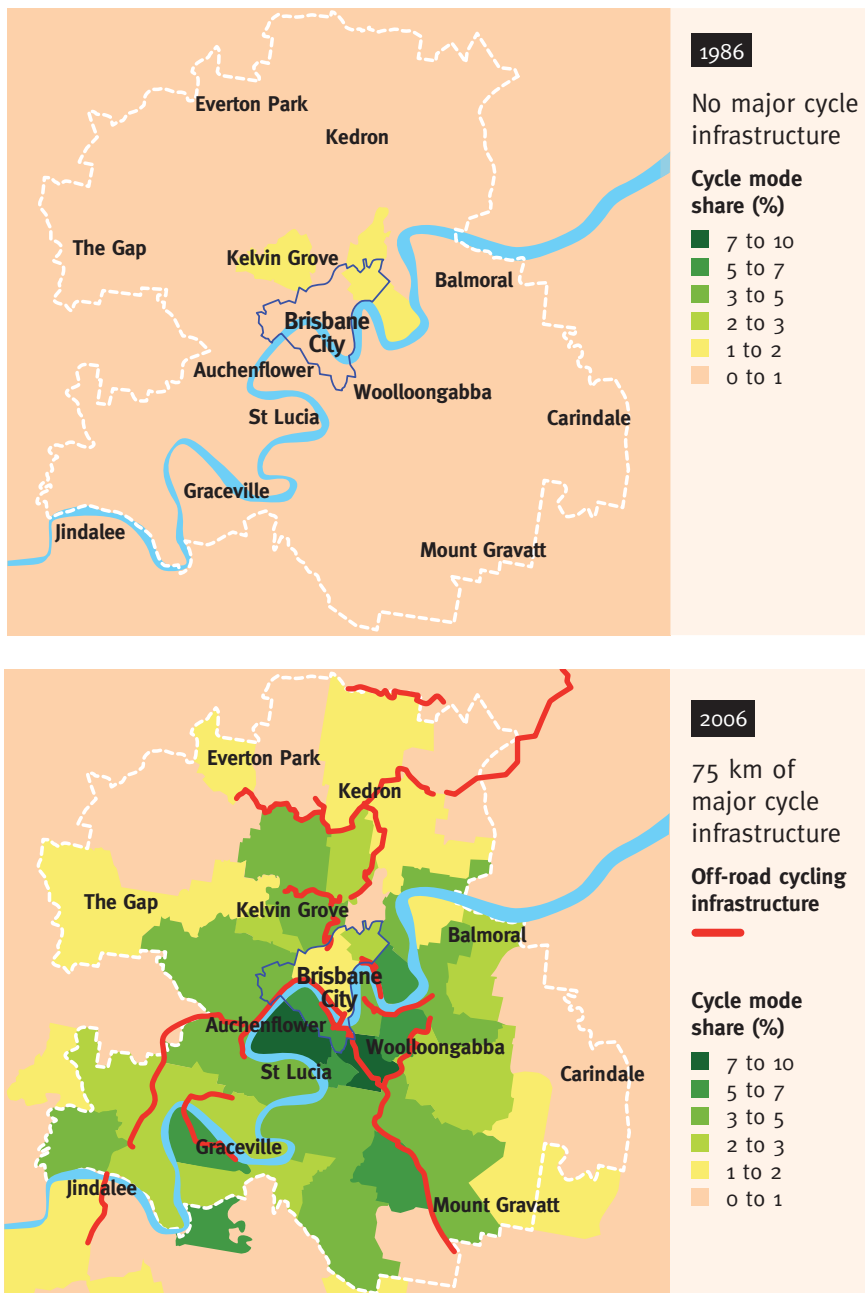 Everton Park
Kedron
The Gap
Kelvin Grove
Balmoral
Brisbane
City
Auchenflower
Woolloongabba
St Lucia
Carindale
Graceville
Jindalee
Mount Gravatt
1986
No major cycle
infrastructure
Cycle mode
share (%)
7 to 10
5 to 7
3 to 5
2 to 3
1 to 2
0 to 1
Everton Park
Kedron
The Gap
Kelvin Grove
Balmoral
Brisbane
City
Auchenflower
Woolloongabba
St Lucia
Carindale
Graceville
Jindalee
Mount Gravatt
2006
75 km of
major cycle
infrastructure
Off-road cycling
infrastructure
Cycle mode
share (%)
7 to 10
5 to 7
3 to 5
2 to 3
1 to 2
0 to 1